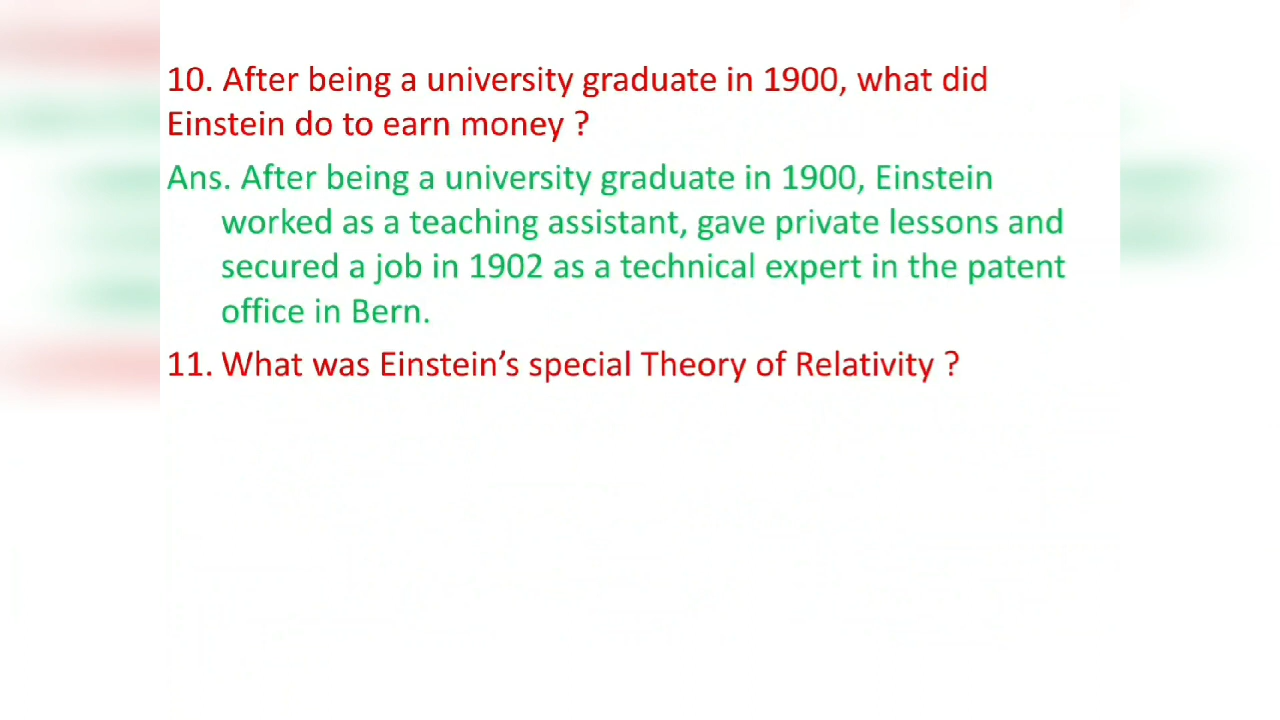 10. After being a university graduate in 1900, what did
Einstein do to earn money ?
Ans. After being a university graduate in 1900, Einstein
worked as a teaching assistant, gave private lessons and
secured a job in 1902 as a technical expert in the patent
office in Bern.
11. What was Einstein’s special Theory of Relativity ?